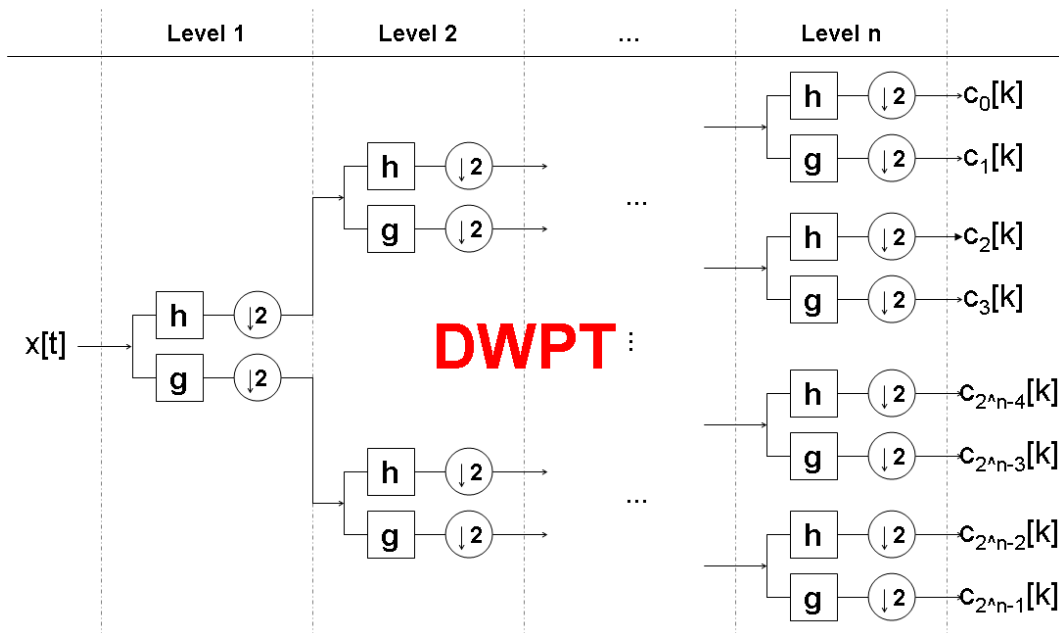 Level 1 Level 2 ... Level n
h ↓2 c₀[k]
g ↓2 c₁[k]
h ↓2
g ↓2
...
h ↓2 c₂[k]
g ↓2 c₃[k]
h ↓2
x[t]
g ↓2
DWPT ...
h ↓2 c₂^n-4[k]
g ↓2 c₂^n-3[k]
h ↓2
g ↓2
...
h ↓2 c₂^n-2[k]
g ↓2 c₂^n-1[k]